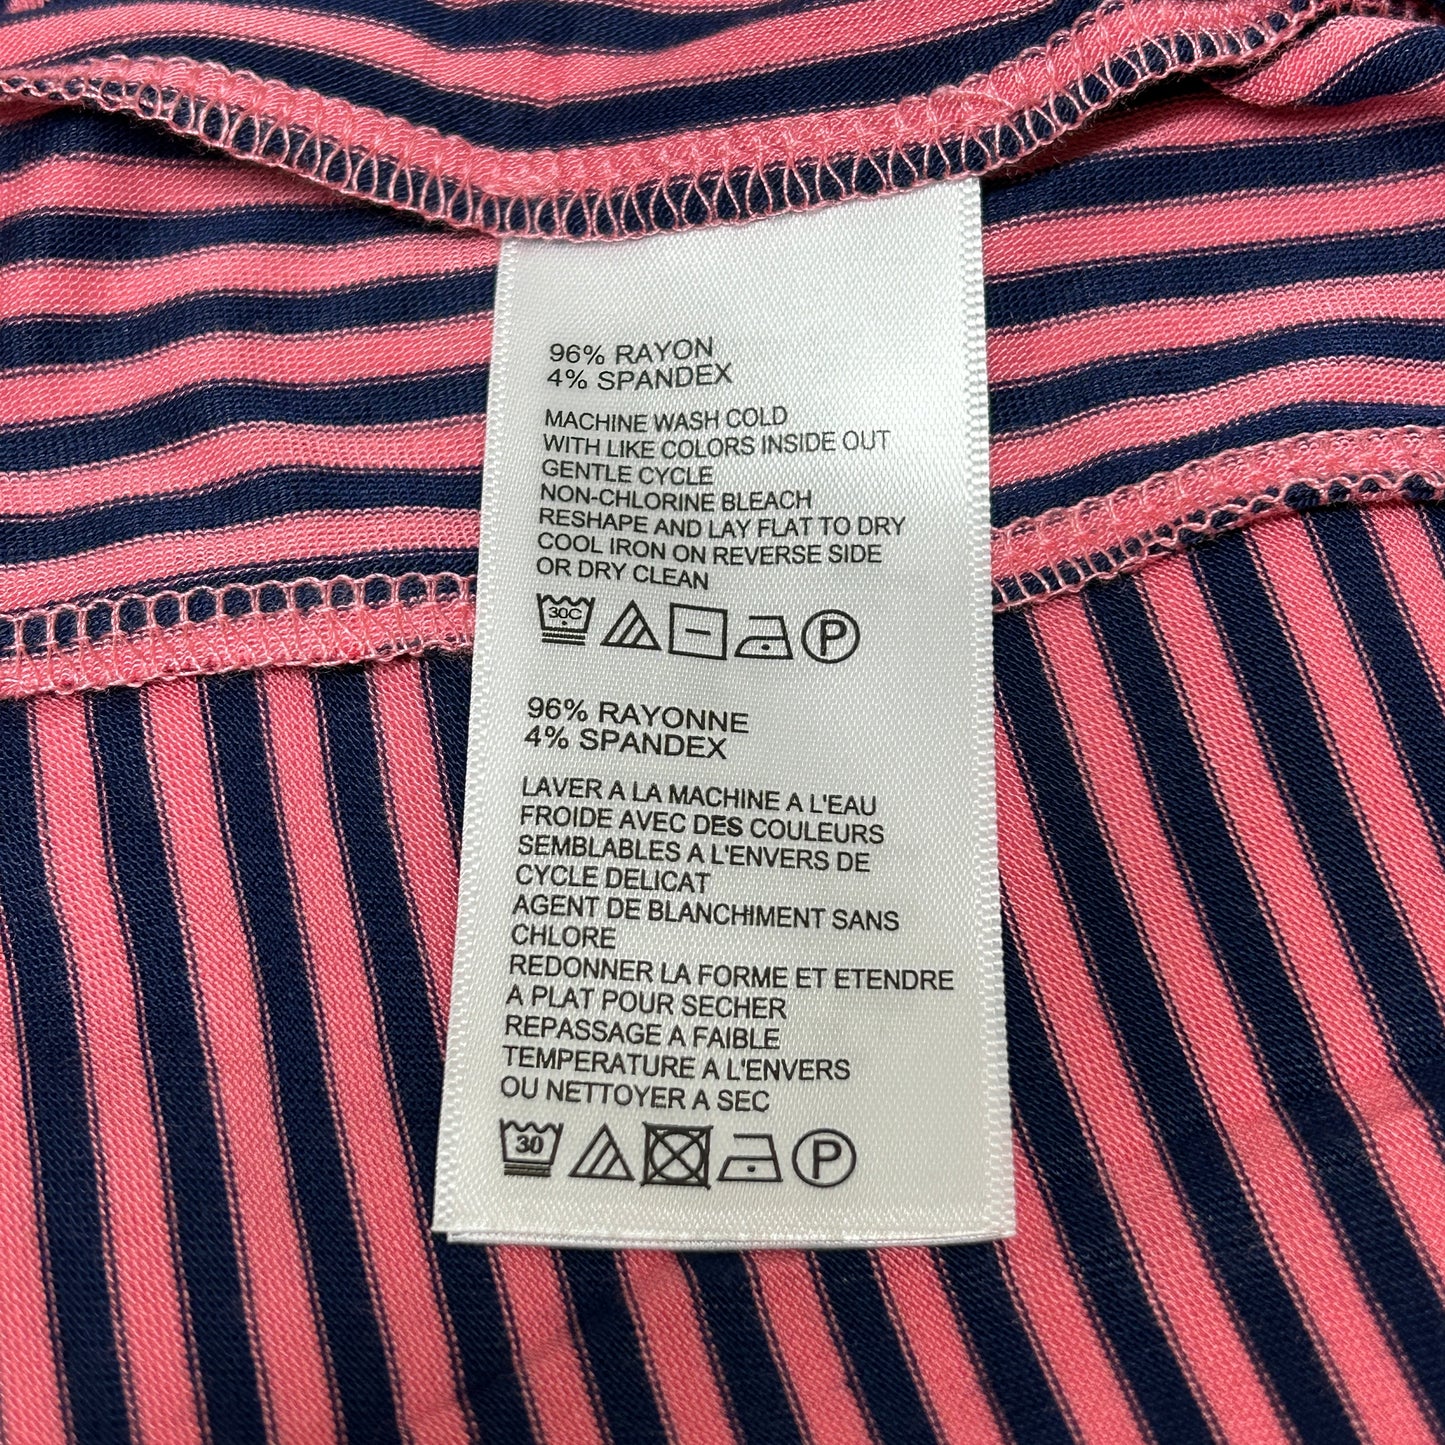 96% RAYON
4% SPANDEX
MACHINE WASH COLD
WITH LIKE COLORS INSIDE OUT
GENTLE CYCLE
NON-CHLORINE BLEACH
RESHAPE AND LAY FLAT TO DRY
COOL IRON ON REVERSE SIDE
OR DRY CLEAN
30C P
96% RAYONNE
4% SPANDEX
LAVER A LA MACHINE A L'EAU
FROIDE AVEC DES COULEURS
SEMBLABLES A L'ENVERS DE
CYCLE DELICAT
AGENT DE BLANCHIMENT SANS
CHLORE
REDONNER LA FORME ET ETENDRE
A PLAT POUR SECHER
REPASSAGE A FAIBLE
TEMPERATURE A L'ENVERS
OU NETTOYER A SEC
30 P